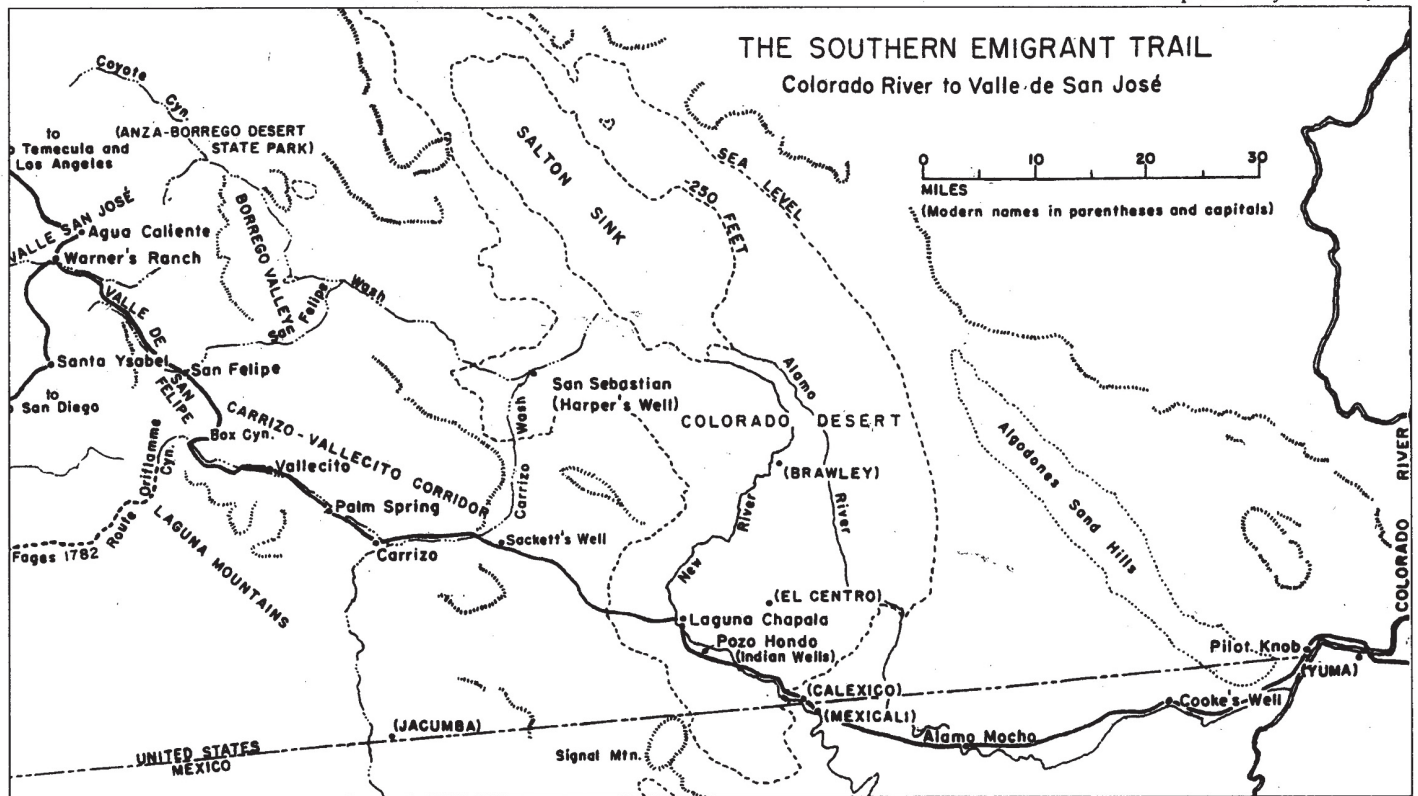 THE SOUTHERN EMIGRANT TRAIL
Colorado River to Valle de San José
0 10 20 30
MILES
(Modern names in parentheses and capitals)
Coyote
Cyn.
(ANZA-BORREGO DESERT
STATE PARK)
to
Temecula and
Los Angeles
VALLE SAN JOSÉ
Agua Caliente
Warner's Ranch
BORREGO VALLEY
San Felipe
Wash
VALLE DE
SAN
FELIPE
Santa Ysabel
San Felipe
to
San Diego
SALTON
SINK
SEA
LEVEL
-250 FEET
San Sebastian
(Harper's Well)
Carrizo
Wash
COLORADO DESERT
Alamo
River
(BRAWLEY)
New
River
Algodones Sand Hills
COLORADO RIVER
Box Cyn.
CARRIZO-VALLECITO CORRIDOR
Vallecito
Oriflamme
Cyn.
Palm Spring
Fages 1782
Route
LAGUNA MOUNTAINS
Carrizo
Sackett's Well
(EL CENTRO)
Laguna Chapala
Pozo Hondo
(Indian Wells)
Pilot Knob
(YUMA)
(CALEXICO)
(MEXICALI)
Cooke's Well
Alamo Mocho
(JACUMBA)
Signal Mtn.
UNITED STATES
MEXICO